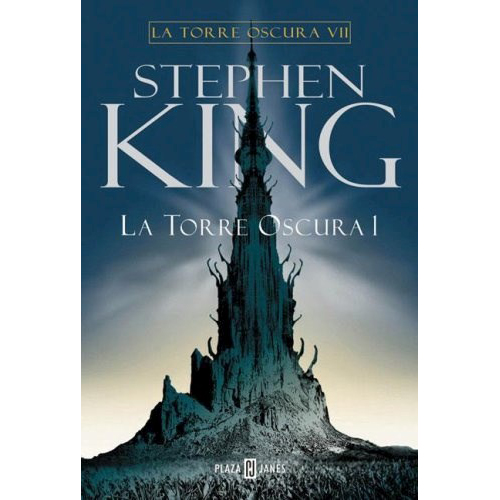 LA TORRE OSCURA VII
STEPHEN
KING
LA TORRE OSCURA I
PLAZA JANÉS